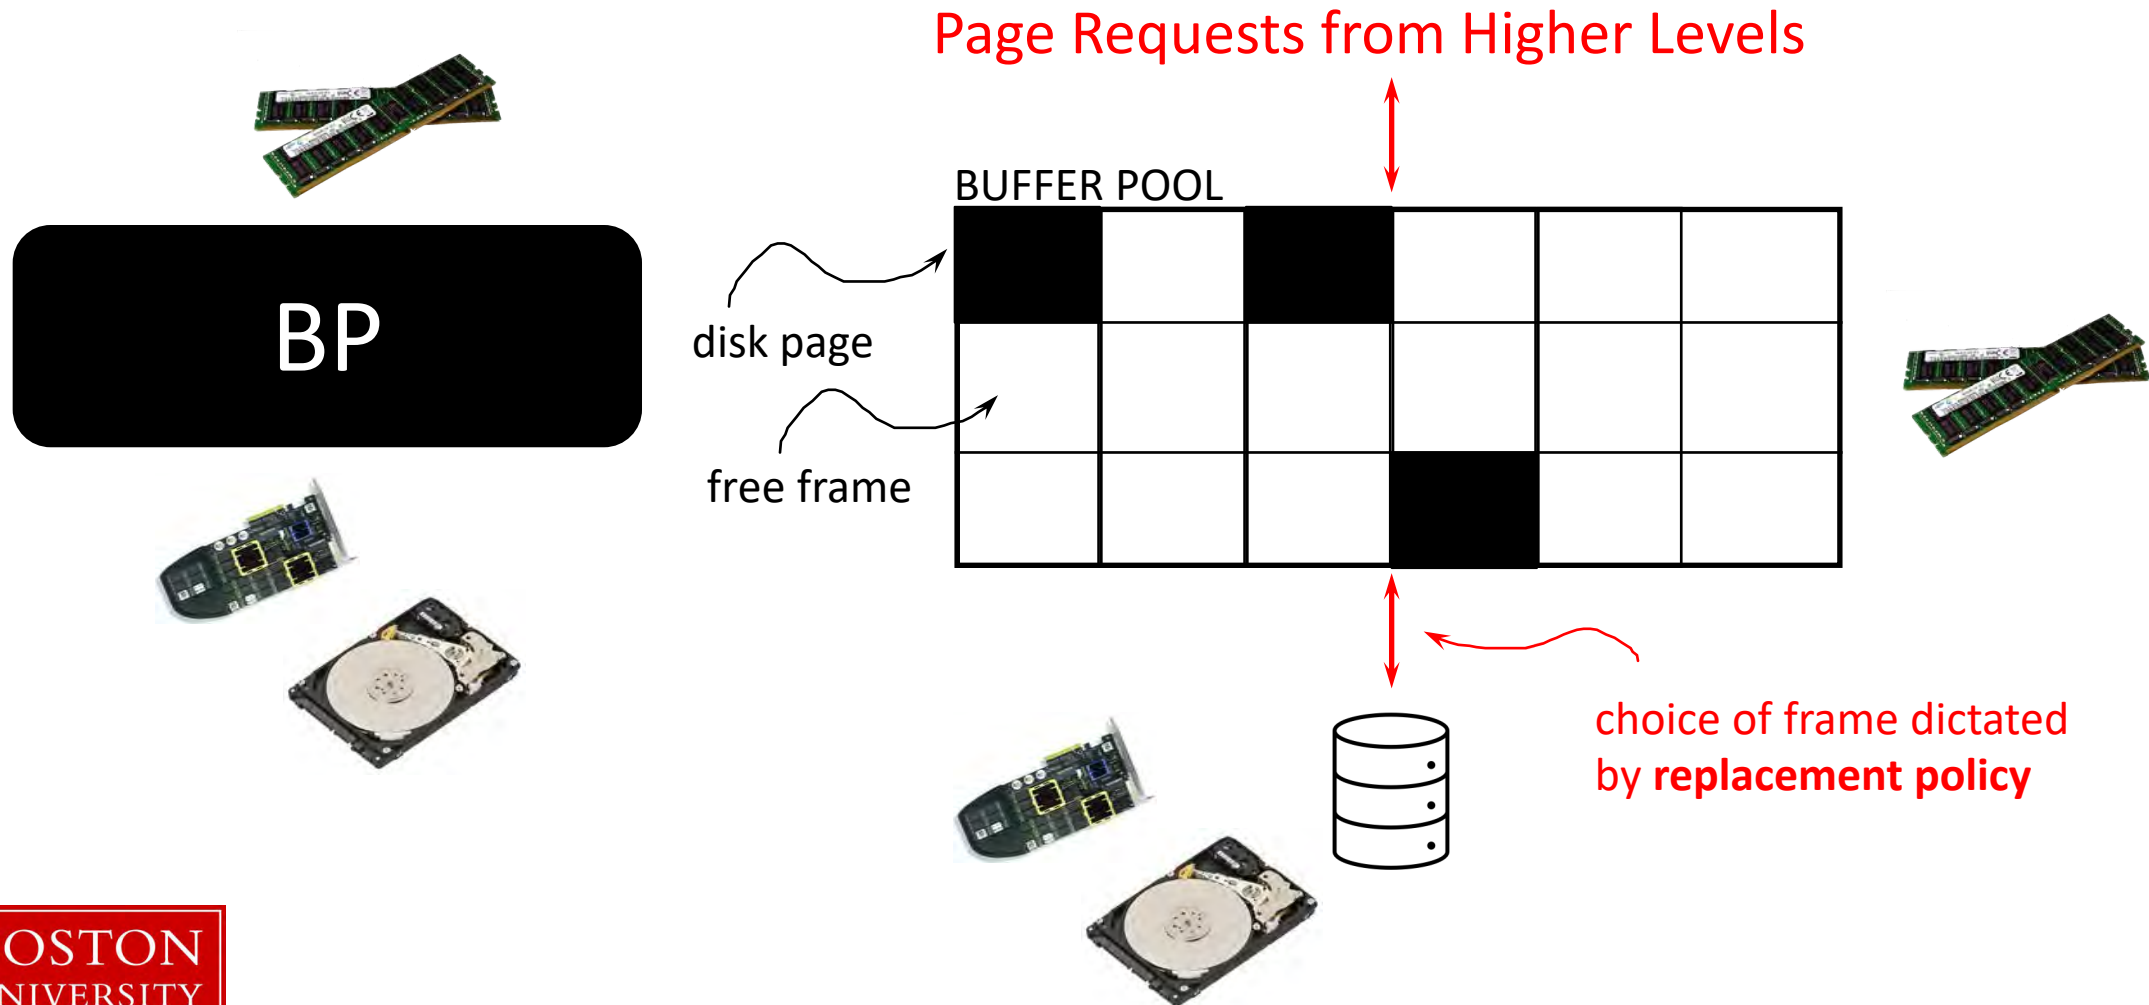 Page Requests from Higher Levels
BUFFER POOL
BP
disk page
free frame
choice of frame dictated
by replacement policy
OSTON
NIVERSITY